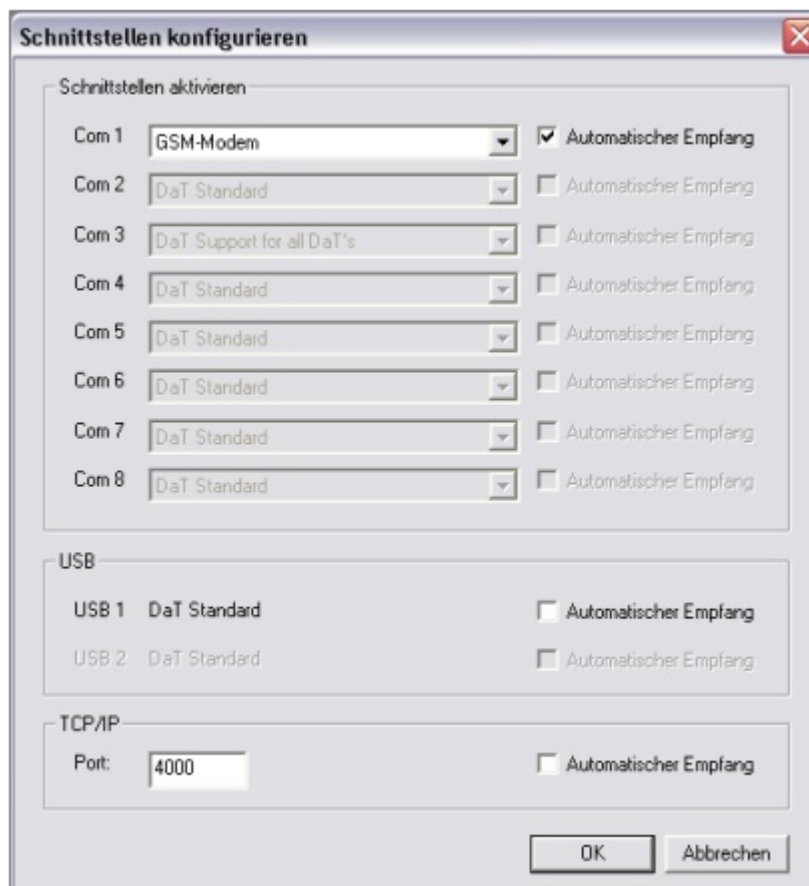 Schnittstellen konfigurieren
Schnittstellen aktivieren
Com 1 GSM-Modem Automatischer Empfang
Com 2 DaT Standard Automatischer Empfang
Com 3 DaT Support for all DaT's Automatischer Empfang
Com 4 DaT Standard Automatischer Empfang
Com 5 DaT Standard Automatischer Empfang
Com 6 DaT Standard Automatischer Empfang
Com 7 DaT Standard Automatischer Empfang
Com 8 DaT Standard Automatischer Empfang
USB
USB 1 DaT Standard Automatischer Empfang
USB 2 DaT Standard Automatischer Empfang
TCP/IP
Port: 4000 Automatischer Empfang
OK Abbrechen